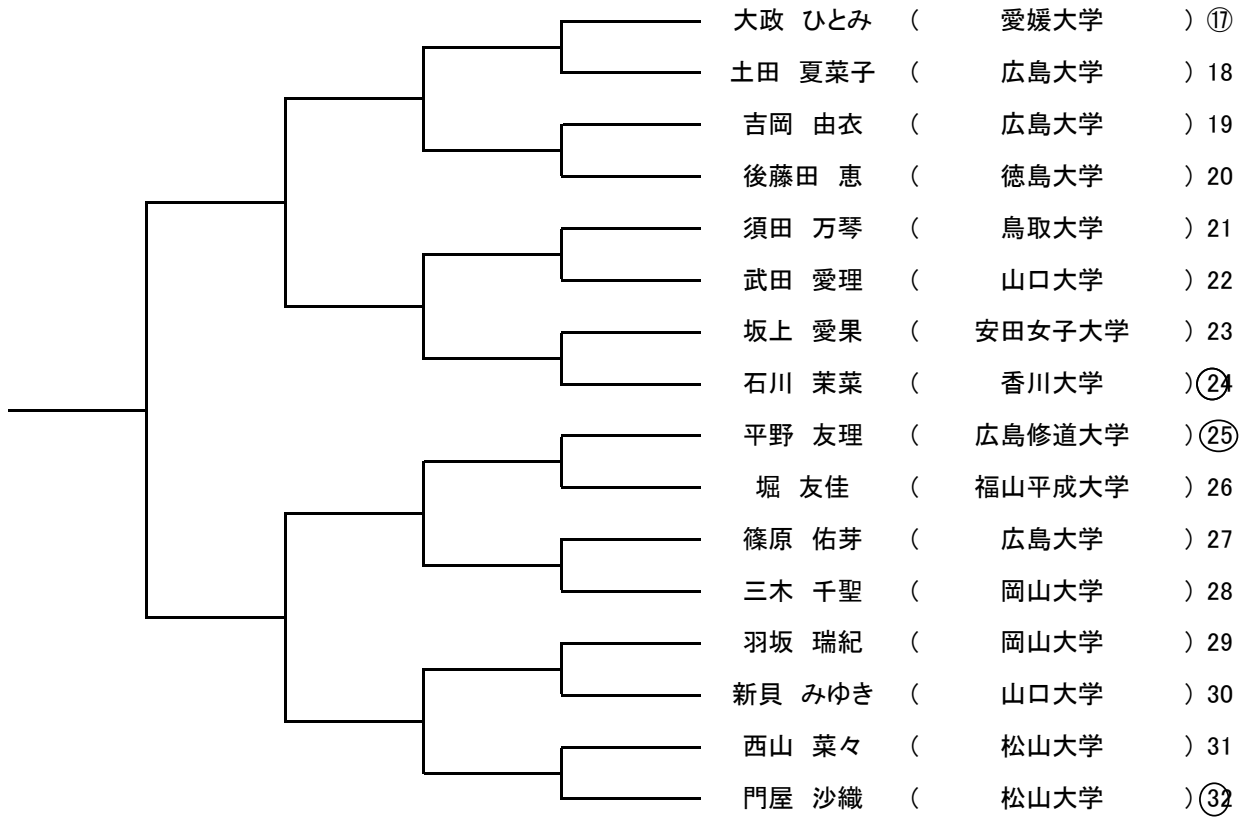 大政 ひとみ ( 愛媛大学 ) ⑰
土田 夏菜子 ( 広島大学 ) 18
吉岡 由衣 ( 広島大学 ) 19
後藤田 恵 ( 徳島大学 ) 20
須田 万琴 ( 鳥取大学 ) 21
武田 愛理 ( 山口大学 ) 22
坂上 愛果 ( 安田女子大学 ) 23
石川 茉菜 ( 香川大学 ) 24
平野 友理 ( 広島修道大学 ) 25
堀 友佳 ( 福山平成大学 ) 26
篠原 佑芽 ( 広島大学 ) 27
三木 千聖 ( 岡山大学 ) 28
羽坂 瑞紀 ( 岡山大学 ) 29
新貝 みゆき ( 山口大学 ) 30
西山 菜々 ( 松山大学 ) 31
門屋 沙織 ( 松山大学 ) 32